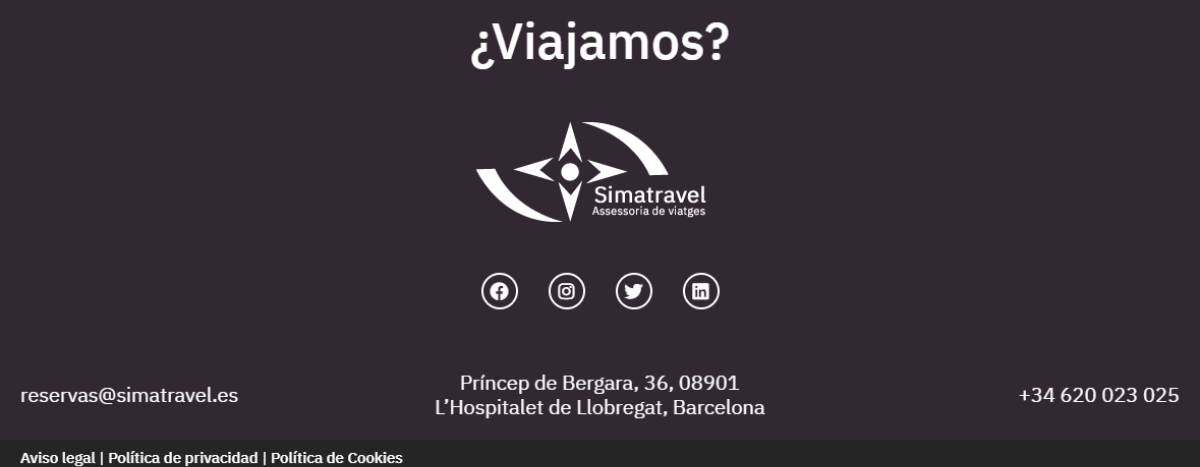 ¿Viajamos?
Simatravel
Assessoria de viatges
reservas@simatravel.es
Príncep de Bergara, 36, 08901
L’Hospitalet de Llobregat, Barcelona
+34 620 023 025
Aviso legal | Política de privacidad | Política de Cookies